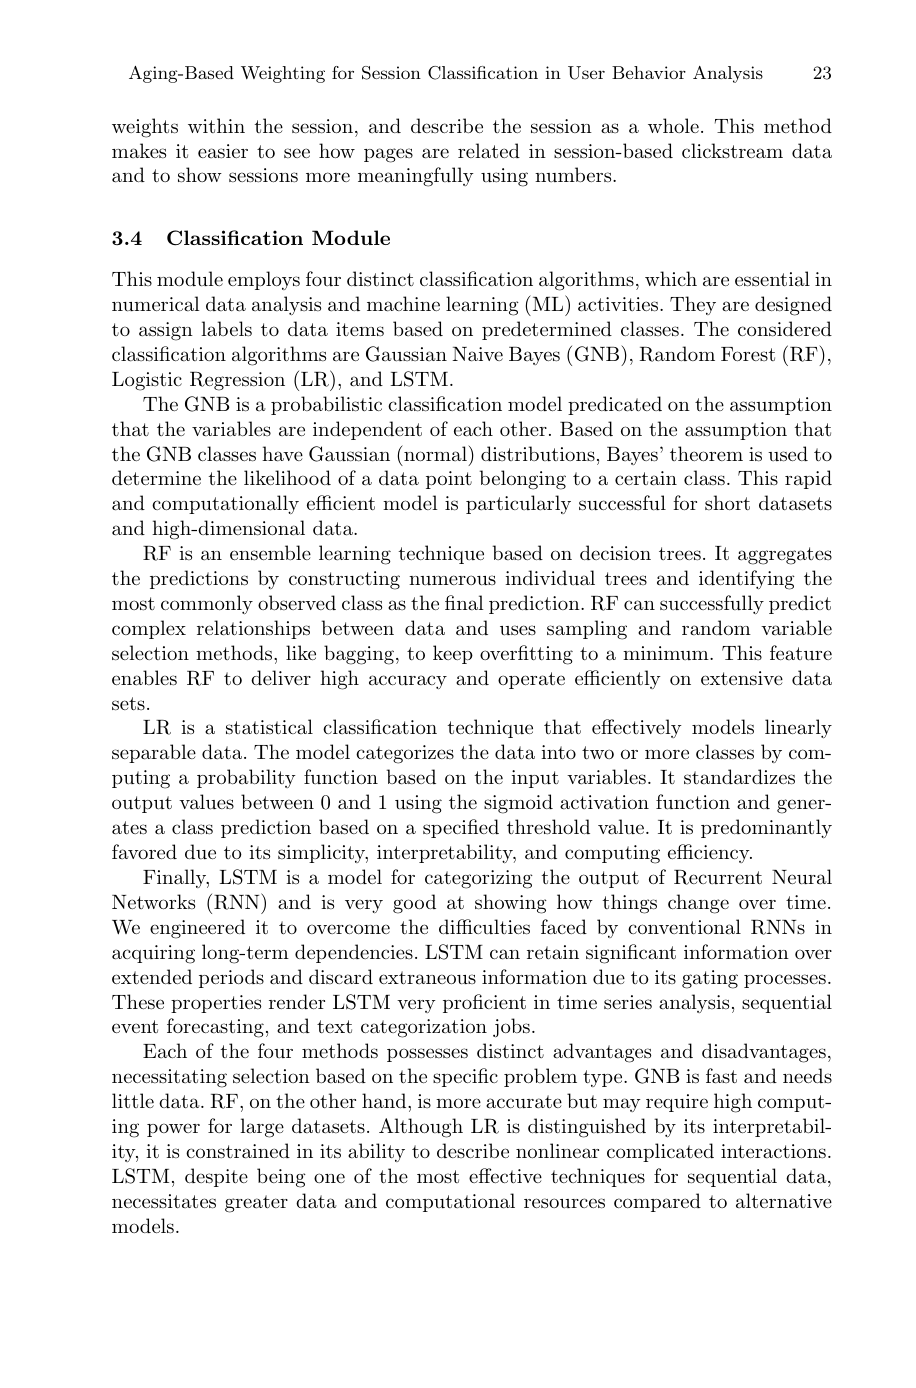 Aging-Based Weighting for Session Classification in User Behavior Analysis 23
weights within the session, and describe the session as a whole. This method
makes it easier to see how pages are related in session-based clickstream data
and to show sessions more meaningfully using numbers.
3.4 Classification Module
This module employs four distinct classification algorithms, which are essential in
numerical data analysis and machine learning (ML) activities. They are designed
to assign labels to data items based on predetermined classes. The considered
classification algorithms are Gaussian Naive Bayes (GNB), Random Forest (RF),
Logistic Regression (LR), and LSTM.
The GNB is a probabilistic classification model predicated on the assumption
that the variables are independent of each other. Based on the assumption that
the GNB classes have Gaussian (normal) distributions, Bayes' theorem is used to
determine the likelihood of a data point belonging to a certain class. This rapid
and computationally efficient model is particularly successful for short datasets
and high-dimensional data.
RF is an ensemble learning technique based on decision trees. It aggregates
the predictions by constructing numerous individual trees and identifying the
most commonly observed class as the final prediction. RF can successfully predict
complex relationships between data and uses sampling and random variable
selection methods, like bagging, to keep overfitting to a minimum. This feature
enables RF to deliver high accuracy and operate efficiently on extensive data
sets.
LR is a statistical classification technique that effectively models linearly
separable data. The model categorizes the data into two or more classes by com-
puting a probability function based on the input variables. It standardizes the
output values between 0 and 1 using the sigmoid activation function and gener-
ates a class prediction based on a specified threshold value. It is predominantly
favored due to its simplicity, interpretability, and computing efficiency.
Finally, LSTM is a model for categorizing the output of Recurrent Neural
Networks (RNN) and is very good at showing how things change over time.
We engineered it to overcome the difficulties faced by conventional RNNs in
acquiring long-term dependencies. LSTM can retain significant information over
extended periods and discard extraneous information due to its gating processes.
These properties render LSTM very proficient in time series analysis, sequential
event forecasting, and text categorization jobs.
Each of the four methods possesses distinct advantages and disadvantages,
necessitating selection based on the specific problem type. GNB is fast and needs
little data. RF, on the other hand, is more accurate but may require high comput-
ing power for large datasets. Although LR is distinguished by its interpretabil-
ity, it is constrained in its ability to describe nonlinear complicated interactions.
LSTM, despite being one of the most effective techniques for sequential data,
necessitates greater data and computational resources compared to alternative
models.